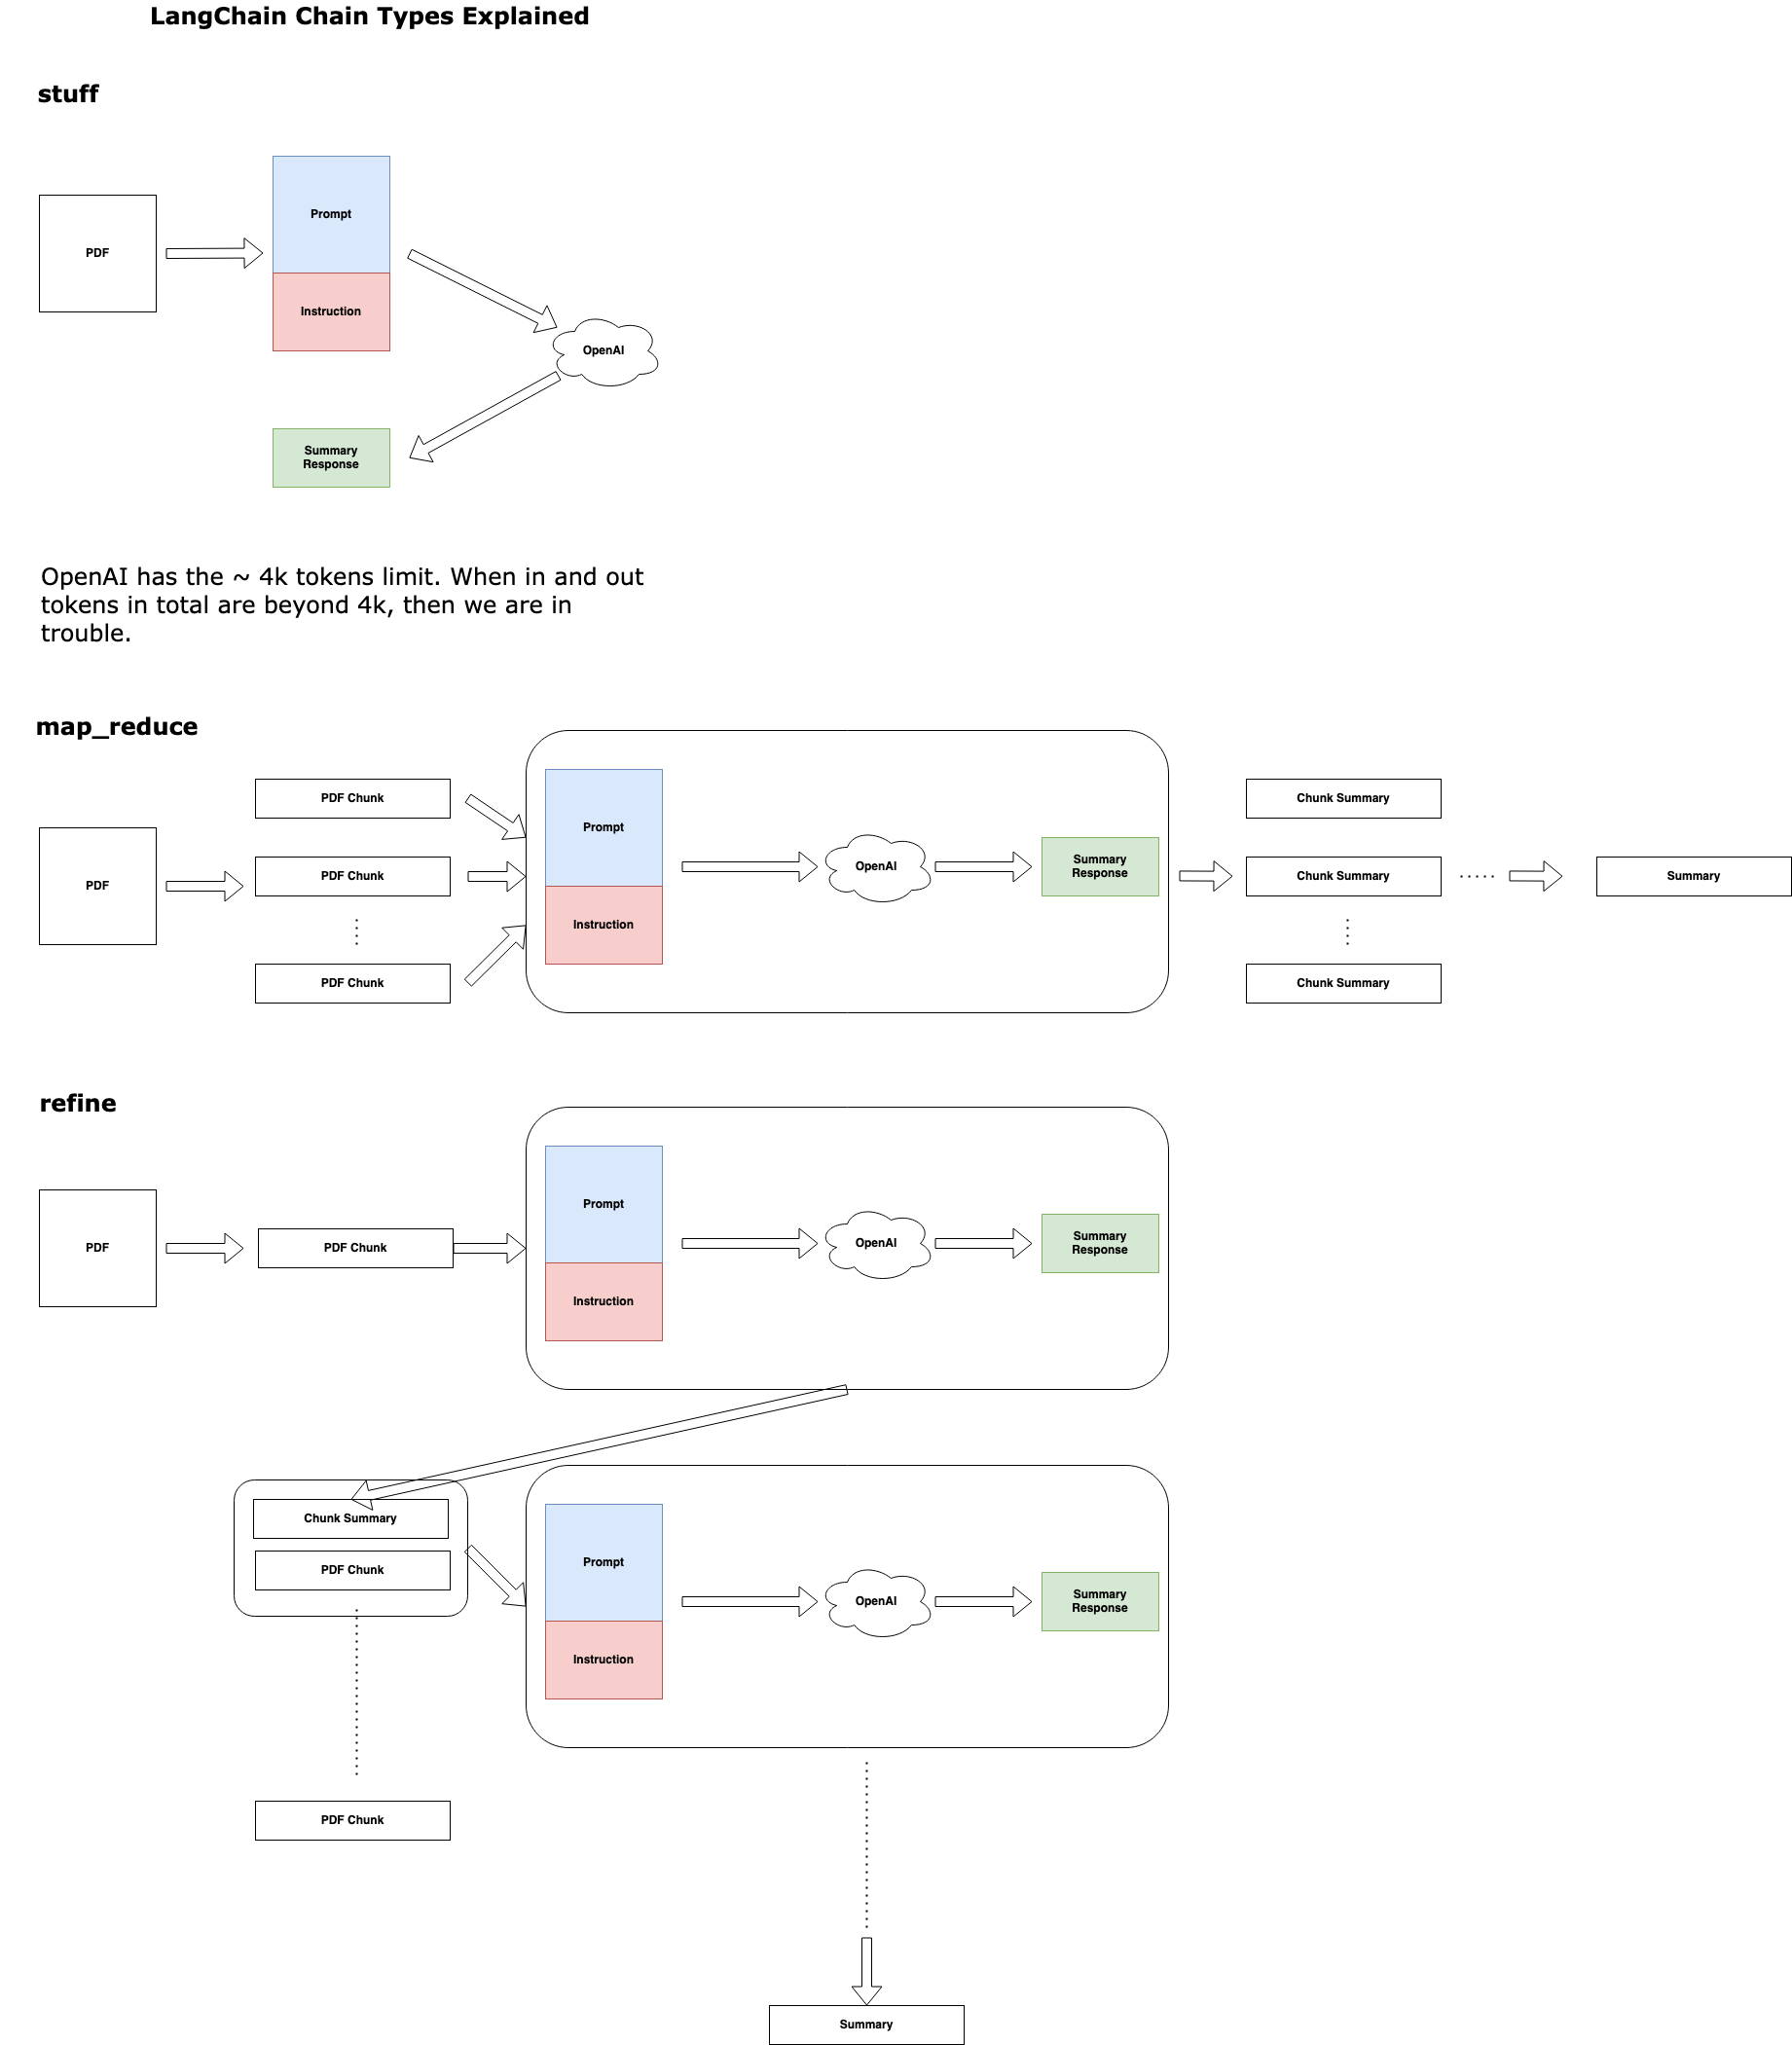 LangChain Chain Types Explained
stuff
PDF
Prompt
Instruction
OpenAI
Summary
Response
OpenAI has the ~ 4k tokens limit. When in and out
tokens in total are beyond 4k, then we are in
trouble.
map_reduce
PDF
PDF Chunk
PDF Chunk
PDF Chunk
Prompt
Instruction
OpenAI
Summary
Response
Chunk Summary
Chunk Summary
Chunk Summary
Summary
refine
PDF
PDF Chunk
Prompt
Instruction
OpenAI
Summary
Response
Chunk Summary
PDF Chunk
Prompt
Instruction
OpenAI
Summary
Response
PDF Chunk
Summary